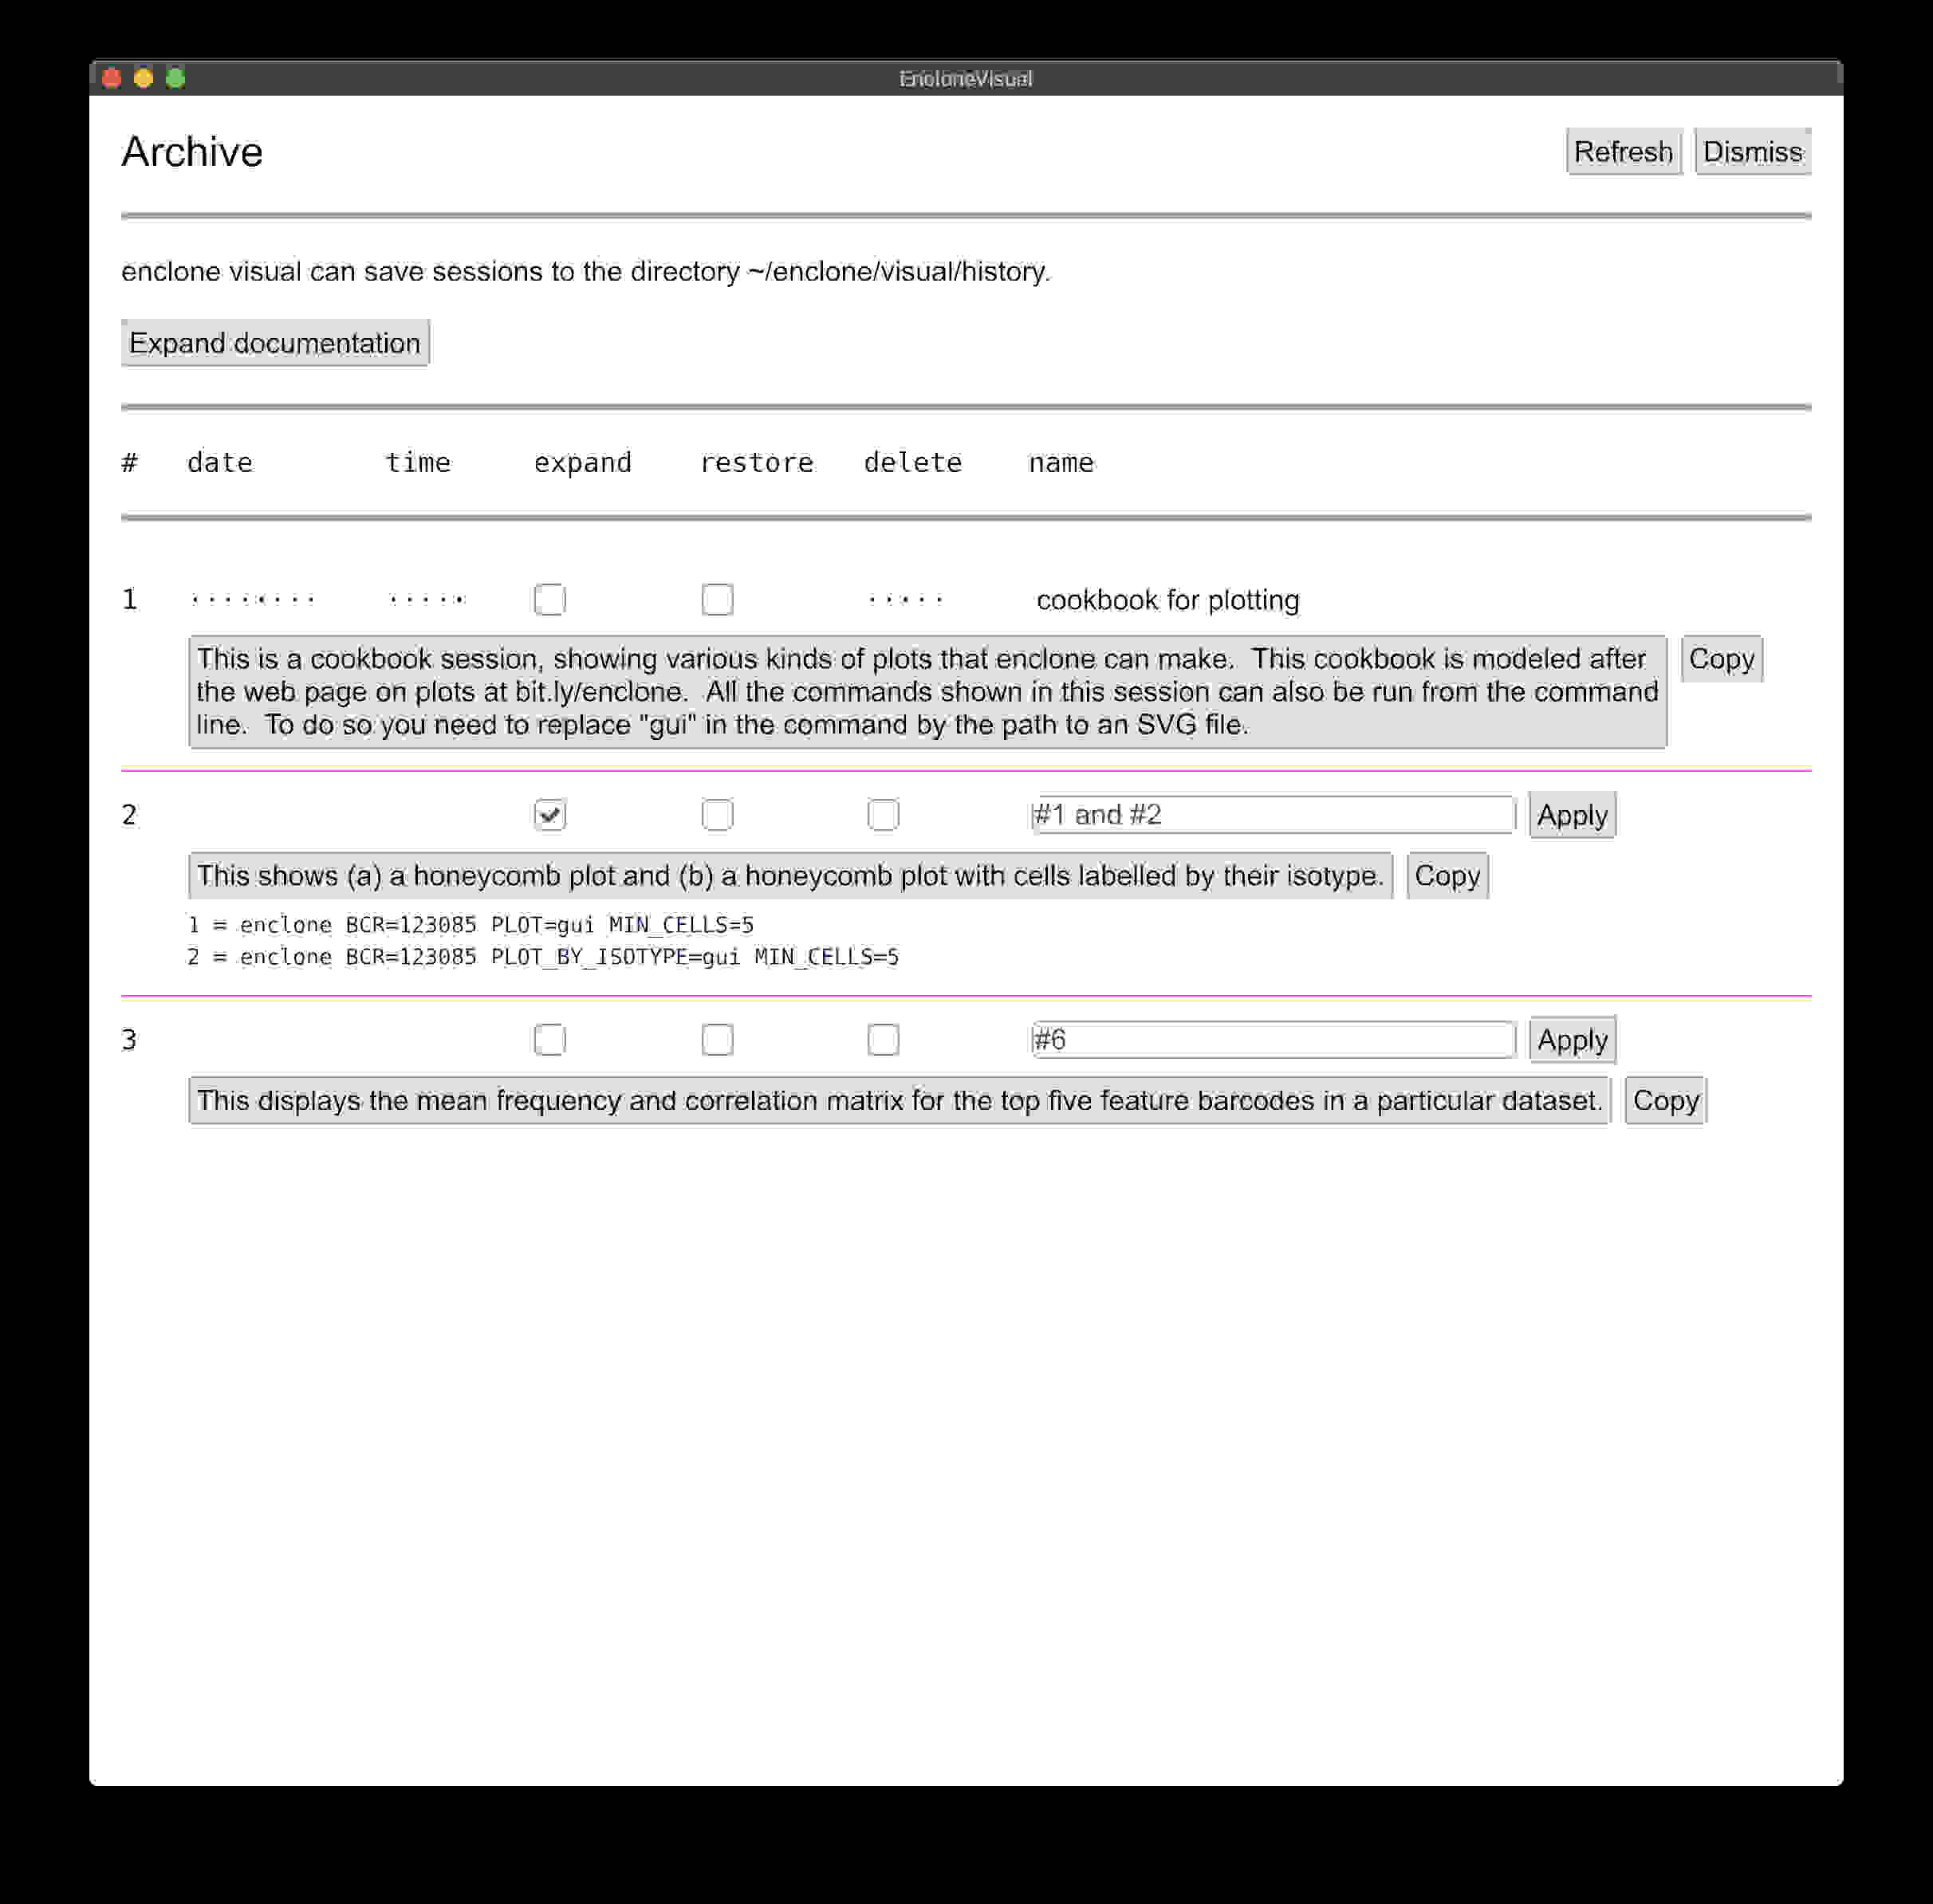 EncloneVisual
Archive
Refresh Dismiss
enclone visual can save sessions to the directory ~/enclone/visual/history.
Expand documentation
# date time expand restore delete name
1 ········ ····· ····· cookbook for plotting
This is a cookbook session, showing various kinds of plots that enclone can make.  This cookbook is modeled after
the web page on plots at bit.ly/enclone.  All the commands shown in this session can also be run from the command
line.  To do so you need to replace "gui" in the command by the path to an SVG file.
Copy
2 #1 and #2 Apply
This shows (a) a honeycomb plot and (b) a honeycomb plot with cells labelled by their isotype. Copy
1 = enclone BCR=123085 PLOT=gui MIN_CELLS=5
2 = enclone BCR=123085 PLOT_BY_ISOTYPE=gui MIN_CELLS=5
3 #6 Apply
This displays the mean frequency and correlation matrix for the top five feature barcodes in a particular dataset. Copy